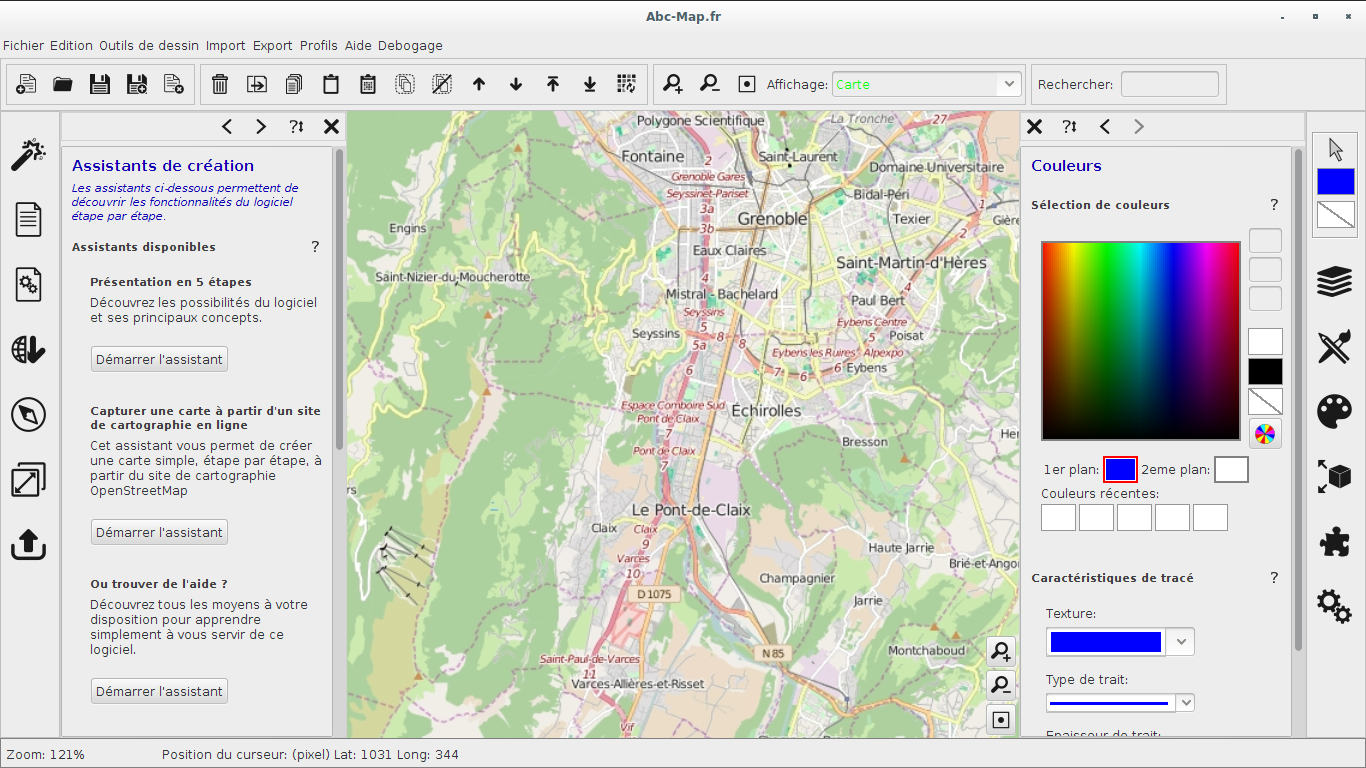 Abc-Map.fr
Fichier Edition Outils de dessin Import Export Profils Aide Debogage
Affichage: Carte
Rechercher:
Assistants de création
Les assistants ci-dessous permettent de
découvrir les fonctionnalités du logiciel
étape par étape.
Assistants disponibles ?
Présentation en 5 étapes
Découvrez les possibilités du logiciel
et ses principaux concepts.
Démarrer l'assistant
Capturer une carte à partir d'un site
de cartographie en ligne
Cet assistant vous permet de créer
une carte simple, étape par étape, à
partir du site de cartographie
OpenStreetMap
Démarrer l'assistant
Ou trouver de l'aide ?
Découvrez tous les moyens à votre
disposition pour apprendre
simplement à vous servir de ce
logiciel.
Démarrer l'assistant
Polygone Scientifique
La Tronche
27
Fontaine
2
Saint-Laurent
Domaine Universitaire
Grenoble Gares
Seyssinet-Pariset
Bidal-Péri
1
3a
Grenoble
Texier
Gière
Engins
3b
2
Eaux Claires
Saint-Nizier-du-Moucherotte
4
Saint-Martin-d'Hères
Mistral - Bachelard
4
Paul Bert
Seyssins
Eybens Centre
Seyssins
5
8
5
Poisat
5a
8
Eybens les Ruires
Alpexpo
6
7
6
6
Eybens
Espace Comboire Sud
Échirolles
Pont de Claix
7
Bresson
Her
Pont de Claix
7
rs
Le Pont-de-Claix
Claix
Claix
9
Haute Jarrie
Varces
Brié-et-Angon
10
Champagnier
D 1075
Jarrie
N 85
Montchaboud
Saint-Paul-de-Varces
11
Varces-Allières-et-Risset
Vif
Couleurs
Sélection de couleurs ?
1er plan: 2eme plan:
Couleurs récentes:
Caractéristiques de tracé ?
Texture:
Type de trait:
Epaisseur de trait:
Zoom: 121% Position du curseur: (pixel) Lat: 1031 Long: 344